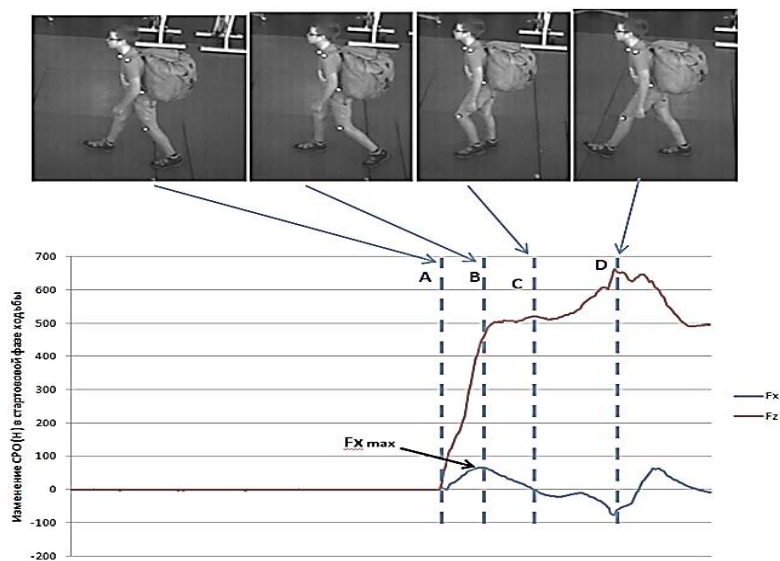 700
600
500
400
300
200
100
0
-100
-200
Изменение СРО(Н) в стартововой фазе ходьбы
A
B
C
D
Fx max
Fx
Fz